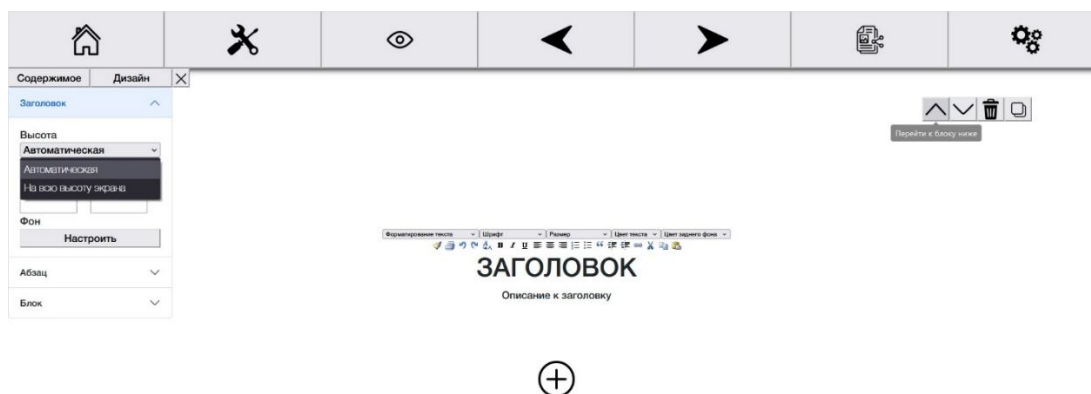 Содержимое Дизайн
Заголовок
Высота
Автоматическая
Автоматическая
На всю высоту экрана
Фон
Настроить
Абзац
Блок
Перейти к блоку ниже
Форматирование текста Шрифт Размер Цвет текста Цвет заднего фона
ЗАГОЛОВОК
Описание к заголовку